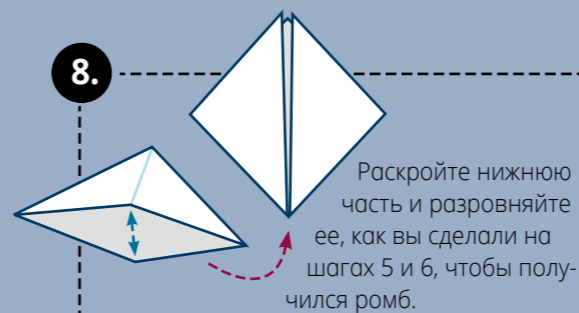 8.
Раскройте нижнюю
часть и разровняйте
ее, как вы сделали на
шагах 5 и 6, чтобы полу-
чился ромб.